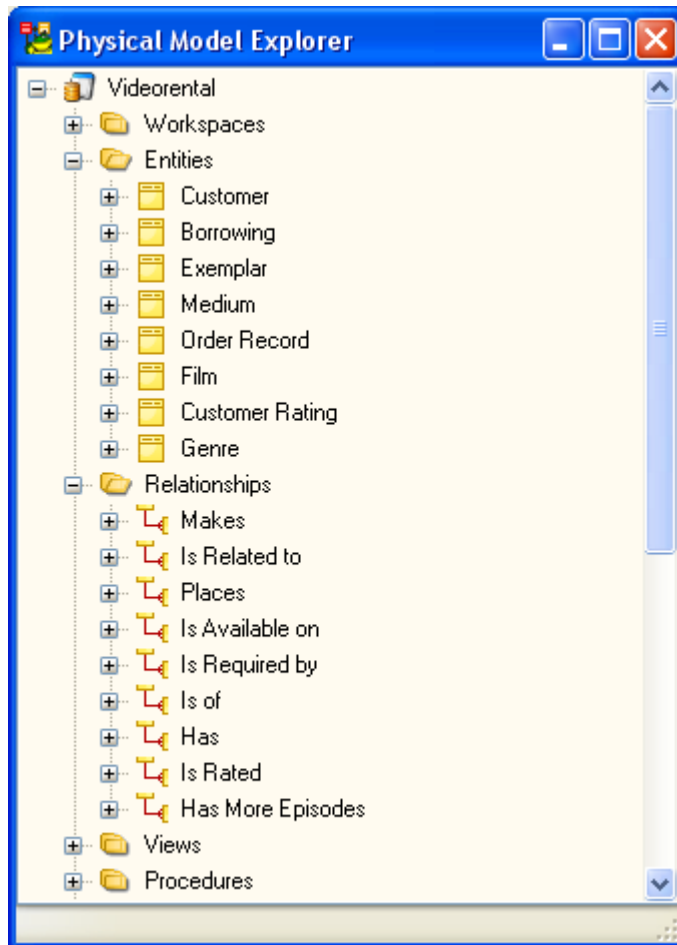 Physical Model Explorer
Videorental
Workspaces
Entities
Customer
Borrowing
Exemplar
Medium
Order Record
Film
Customer Rating
Genre
Relationships
Makes
Is Related to
Places
Is Available on
Is Required by
Is of
Has
Is Rated
Has More Episodes
Views
Procedures